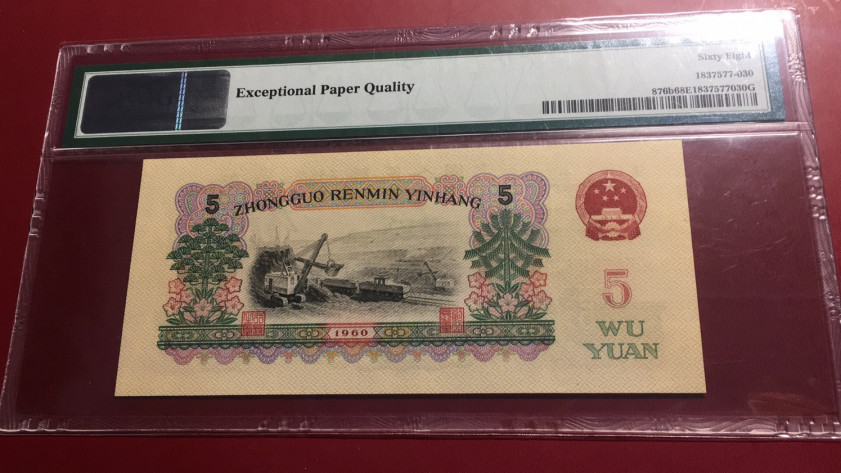 Sixty Eight
Exceptional Paper Quality
1837577-030
876b68E1837577030G
5
ZHONGGUO RENMIN YINHANG
5
5
1960
WU
YUAN